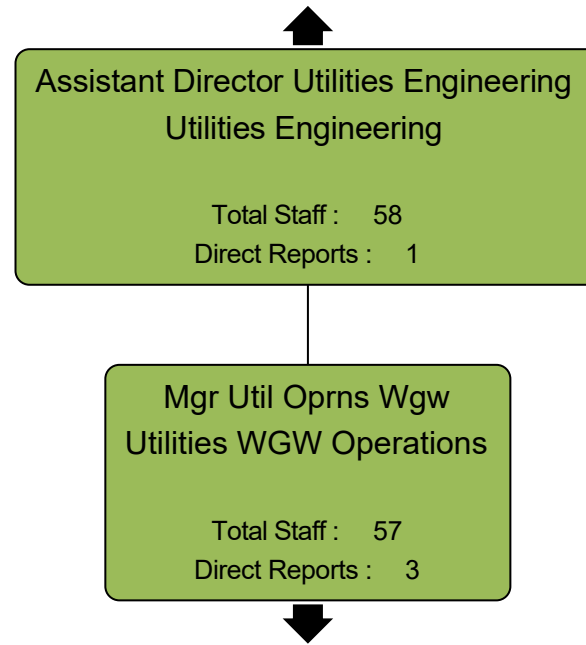 Assistant Director Utilities Engineering
Utilities Engineering
Total Staff : 58
Direct Reports : 1
Mgr Util Oprns Wgw
Utilities WGW Operations
Total Staff : 57
Direct Reports : 3